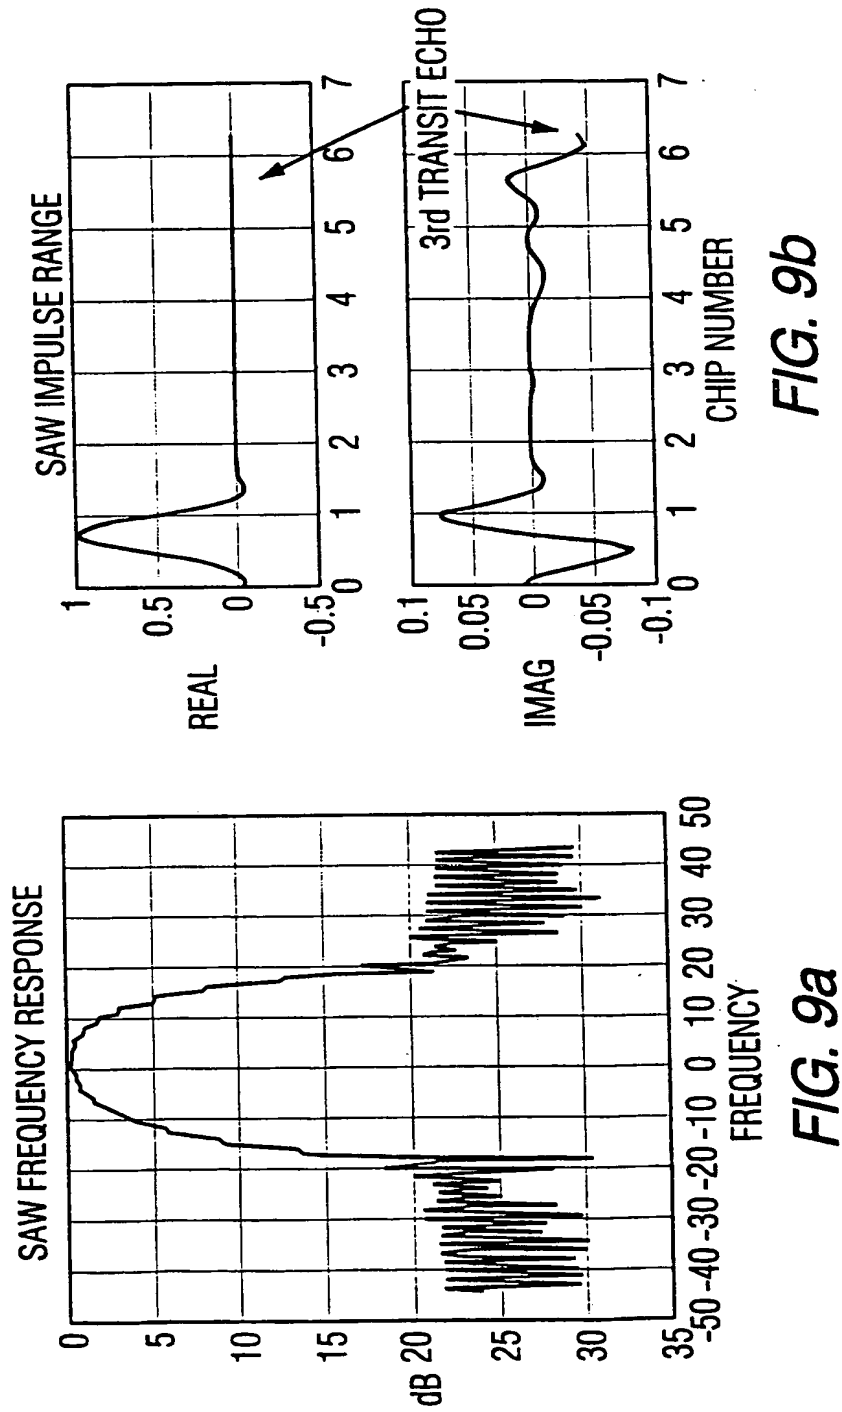 SAW FREQUENCY RESPONSE
0
5
10
15
dB 20
25
30
35
-50 -40 -30 -20 -10 0 10 20 30 40 50
FREQUENCY
FIG. 9a
SAW IMPULSE RANGE
1
0.5
0
-0.5
REAL
0 1 2 3 4 5 6 7
3rd TRANSIT ECHO
0.1
0.05
0
-0.05
-0.1
IMAG
0 1 2 3 4 5 6 7
CHIP NUMBER
FIG. 9b